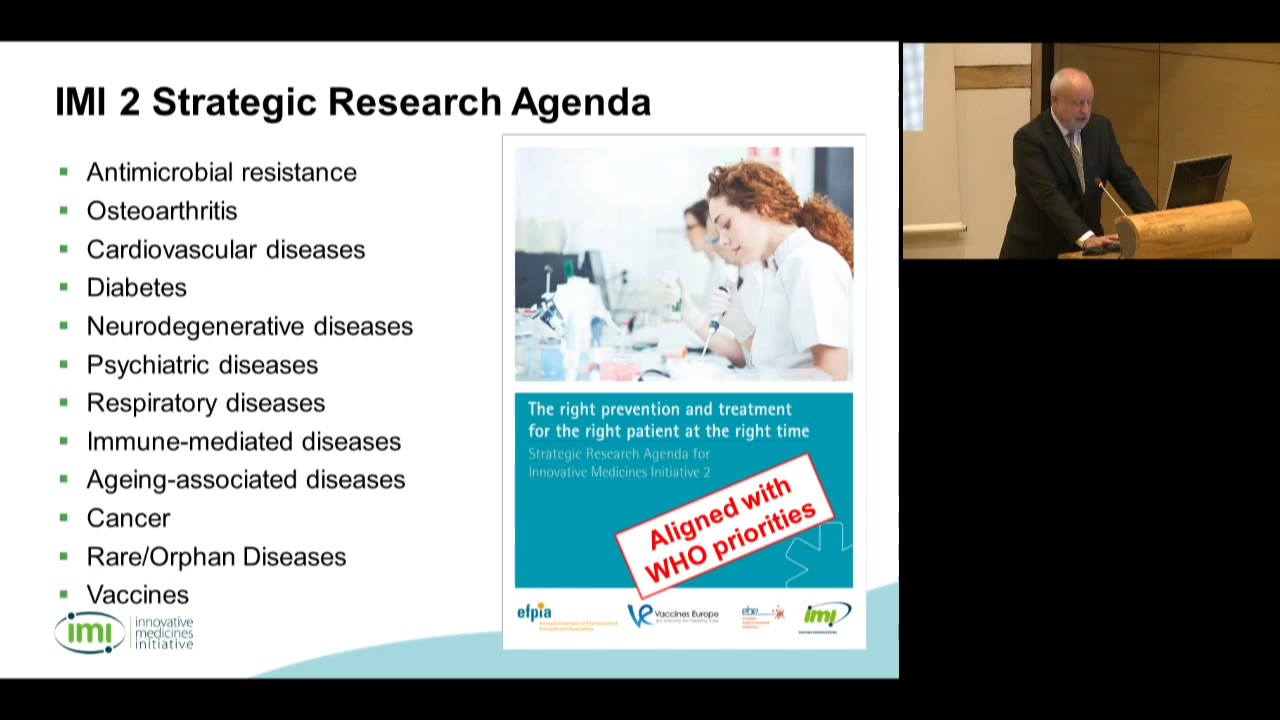 IMI 2 Strategic Research Agenda
Antimicrobial resistance
Osteoarthritis
Cardiovascular diseases
Diabetes
Neurodegenerative diseases
Psychiatric diseases
Respiratory diseases
Immune-mediated diseases
Ageing-associated diseases
Cancer
Rare/Orphan Diseases
Vaccines
imi
innovative
medicines
initiative
The right prevention and treatment
for the right patient at the right time
Strategic Research Agenda for
Innovative Medicines Initiative 2
Aligned with
WHO priorities
efpia
Vaccines Europe
ebe
imi